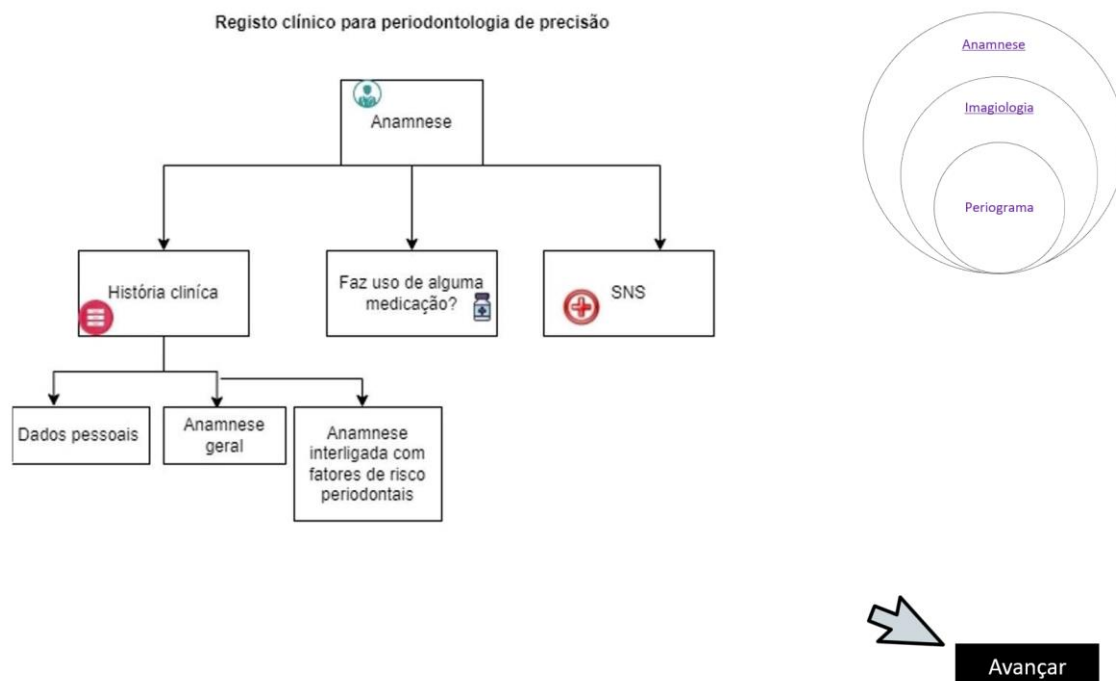 Registo clínico para periodontologia de precisão
Anamnese
História cliníca
Faz uso de alguma
medicação?
SNS
Dados pessoais
Anamnese
geral
Anamnese
interligada com
fatores de risco
periodontais
Anamnese
Imagiologia
Periograma
Avançar